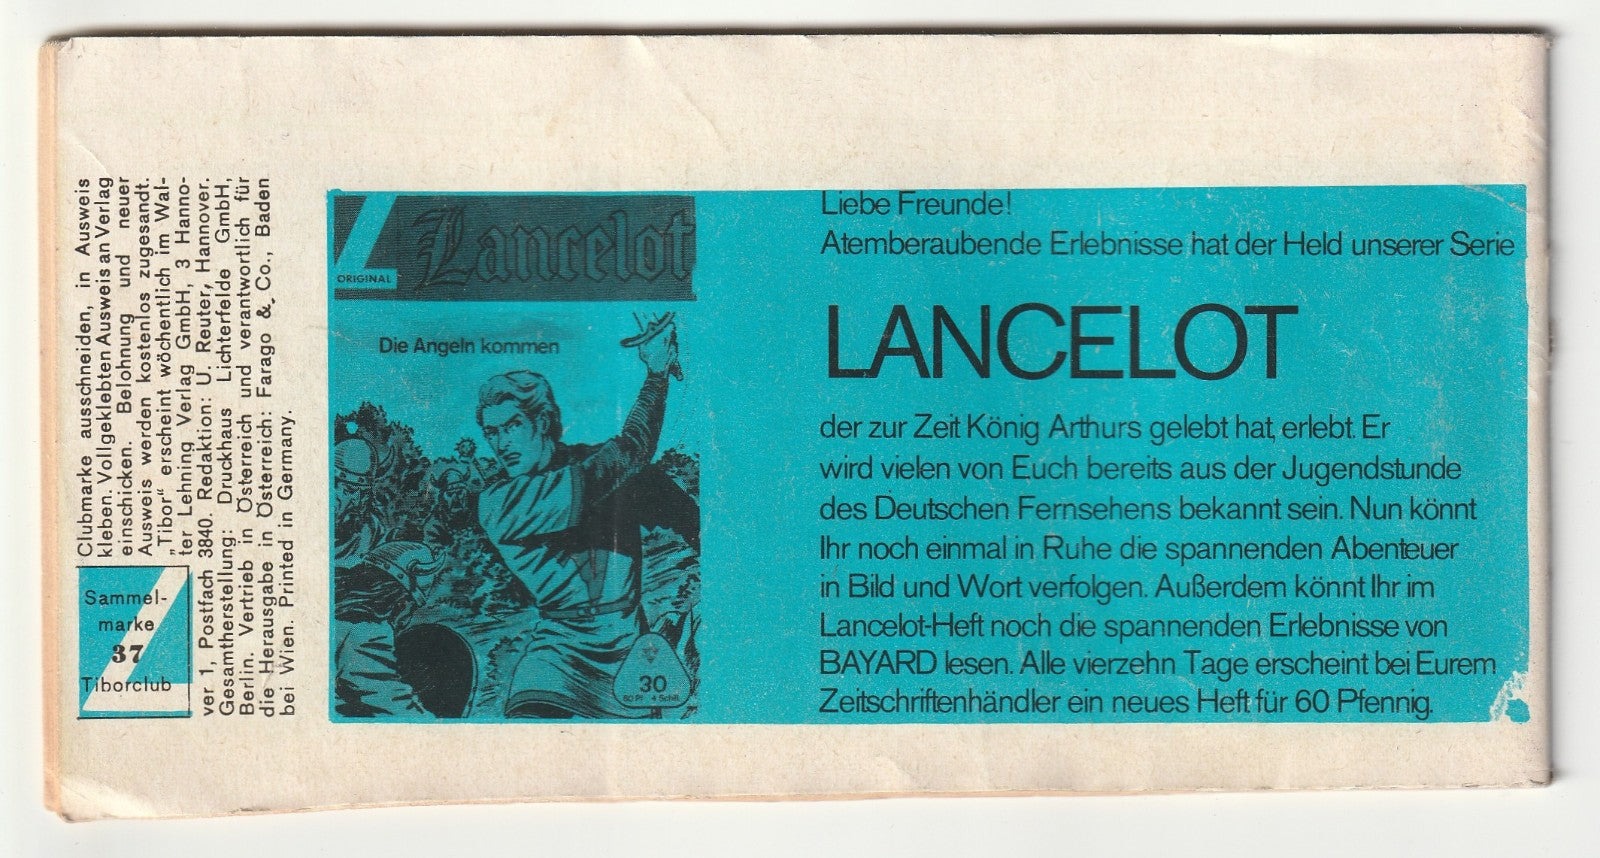 Clubmarke ausschneiden, in Ausweis
kleben. Vollgeklebten Ausweis an Verlag
einschicken. Belohnung und neuer
Ausweis werden kostenlos zugesandt.
„Tibor“ erscheint wöchentlich im Wal-
ter Lehning Verlag GmbH, 3 Hanno-
ver 1, Postfach 3840. Redaktion: U. Reuter, Hannover.
Gesamtherstellung: Druckhaus Lichterfelde GmbH,
Berlin. Vertrieb in Österreich und verantwortlich für
die Herausgabe in Österreich: Farago & Co., Baden
bei Wien. Printed in Germany.
Sammel-
marke
37
Tiborclub
Lancelot
ORIGINAL
Die Angeln kommen
30
60 Pf 4 Schill.
Liebe Freunde!
Atemberaubende Erlebnisse hat der Held unserer Serie
LANCELOT
der zur Zeit König Arthurs gelebt hat, erlebt. Er
wird vielen von Euch bereits aus der Jugendstunde
des Deutschen Fernsehens bekannt sein. Nun könnt
Ihr noch einmal in Ruhe die spannenden Abenteuer
in Bild und Wort verfolgen. Außerdem könnt Ihr im
Lancelot-Heft noch die spannenden Erlebnisse von
BAYARD lesen. Alle vierzehn Tage erscheint bei Eurem
Zeitschriftenhändler ein neues Heft für 60 Pfennig.